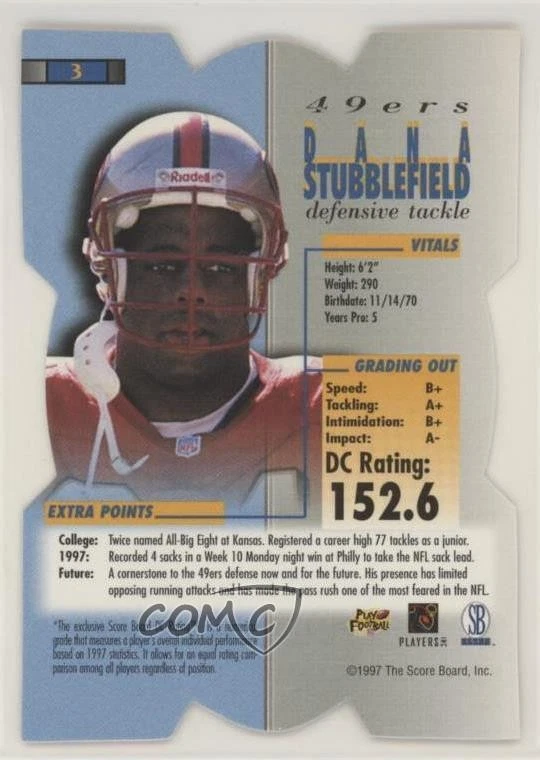 3
49ers
DANA
STUBBLEFIELD
defensive tackle
Riddell
VITALS
Height: 6'2"
Weight: 290
Birthdate: 11/14/70
Years Pro: 5
GRADING OUT
Speed: B+
Tackling: A+
Intimidation: B+
Impact: A-
DC Rating:
152.6
NFL
EXTRA POINTS
College: Twice named All-Big Eight at Kansas. Registered a career high 77 tackles as a junior.
1997: Recorded 4 sacks in a Week 10 Monday night win at Philly to take the NFL sack lead.
Future: A cornerstone to the 49ers defense now and for the future. His presence has limited
opposing running attacks and has made the pass rush one of the most feared in the NFL.
*The exclusive Score Board DC Rating™ is a numerical
grade that measures a player's overall individual performance
based on 1997 statistics. It allows for an equal rating com-
parison among all players regardless of position.
COMC
PLAY
FOOTBALL
PLAYERS
SB
©1997 The Score Board, Inc.